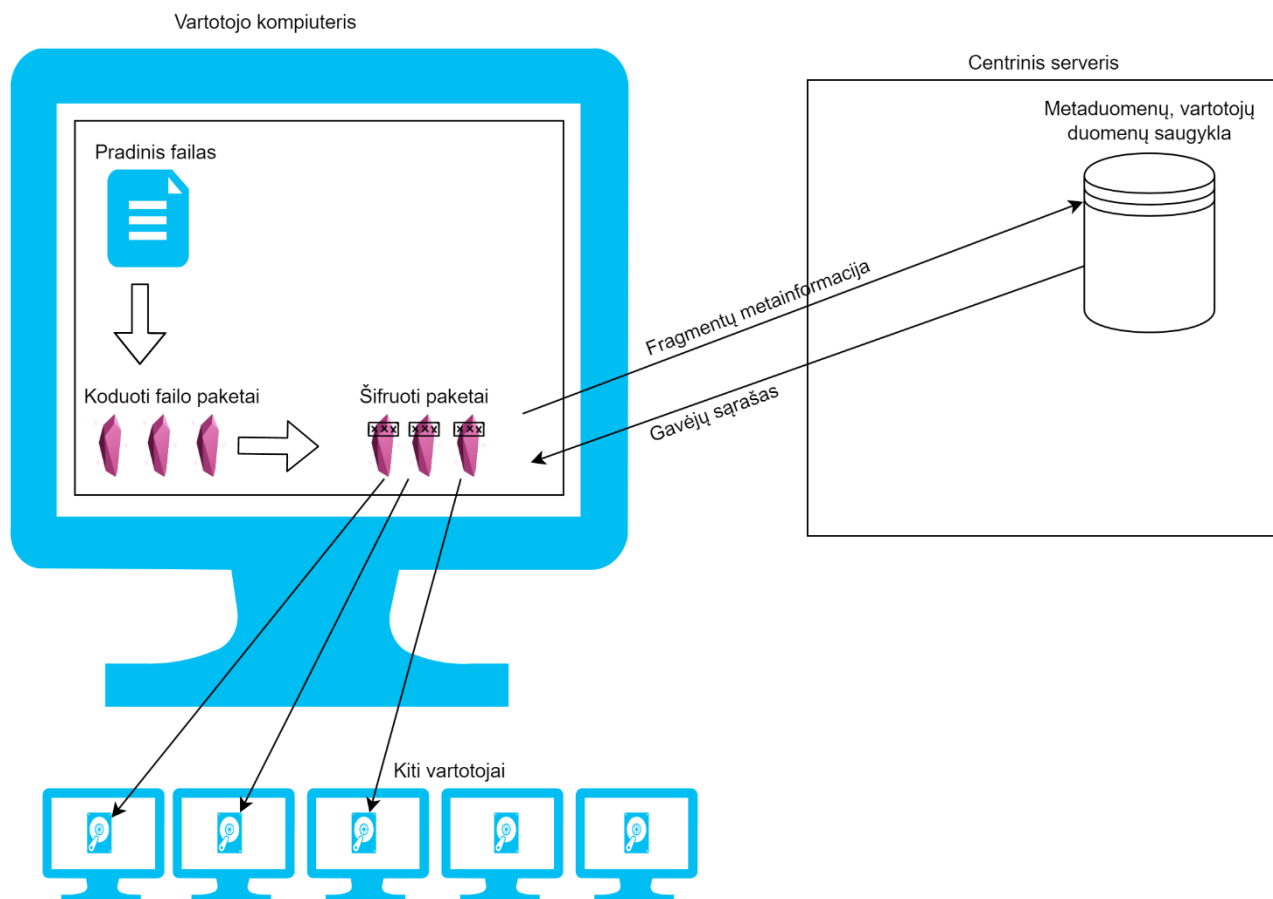 Vartotojo kompiuteris
Centrinis serveris
Metaduomenų, vartotojų
duomenų saugykla
Pradinis failas
Fragmentų metainformacija
Gavėjų sąrašas
Koduoti failo paketai
Šifruoti paketai
x x x
x x x
x x x
Kiti vartotojai